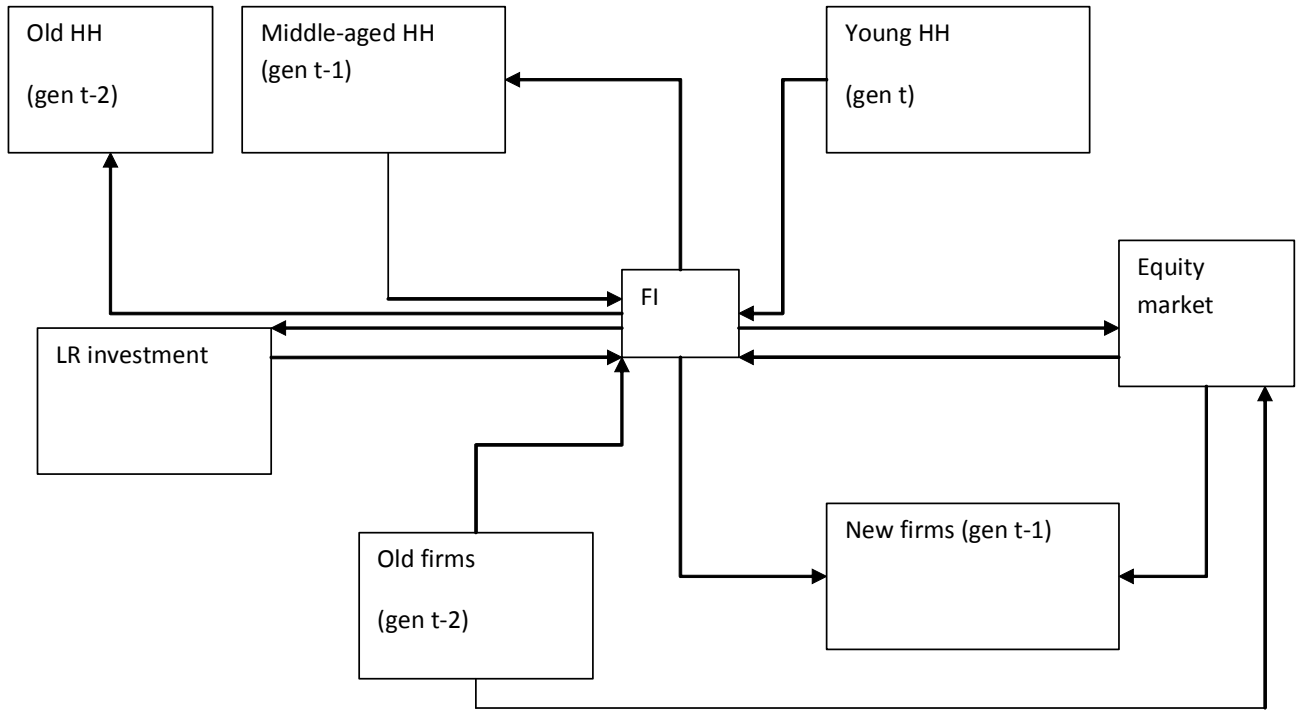 Old HH
(gen t-2)
Middle-aged HH
(gen t-1)
Young HH
(gen t)
Equity
market
FI
LR investment
Old firms
(gen t-2)
New firms (gen t-1)